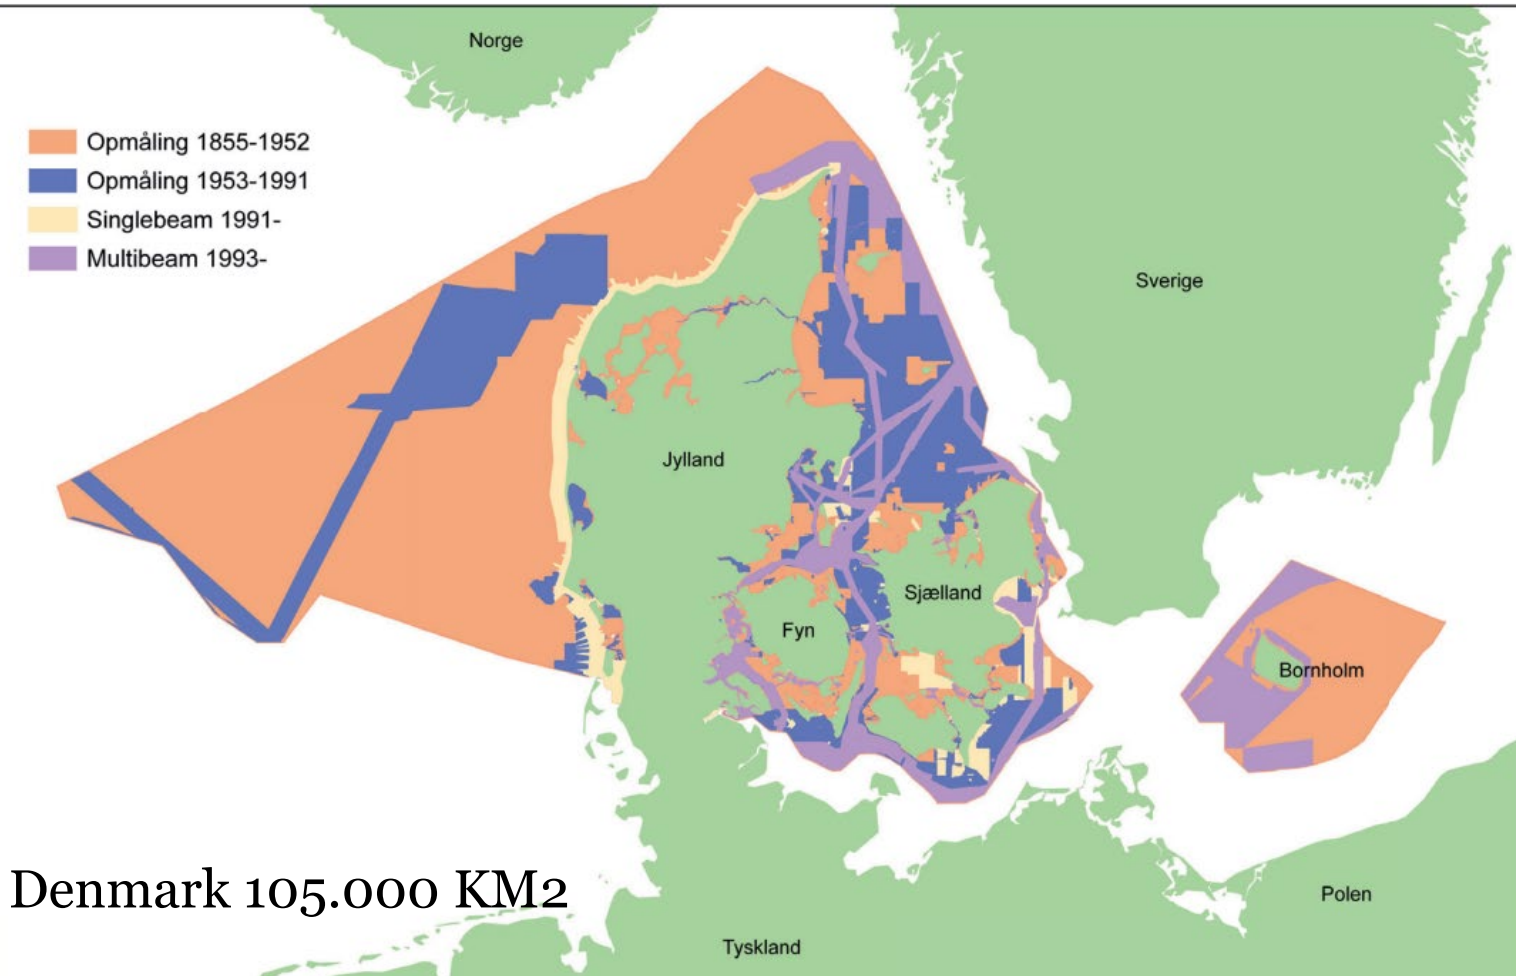 Norge
Opmåling 1855-1952
Opmåling 1953-1991
Singlebeam 1991-
Multibeam 1993-
Sverige
Jylland
Sjælland
Fyn
Bornholm
Denmark 105.000 KM2
Polen
Tyskland